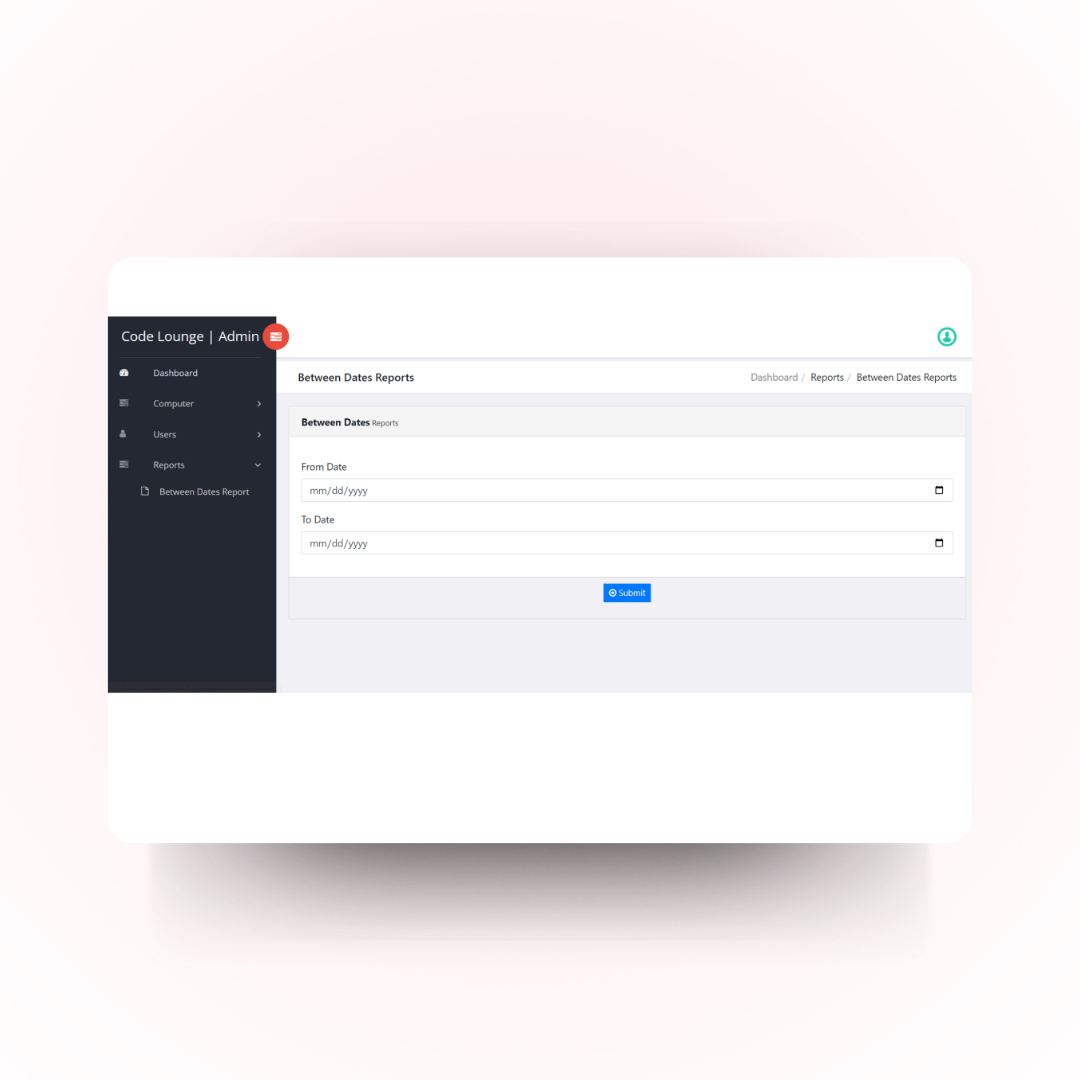 Code Lounge | Admin
Dashboard
Computer
Users
Reports
Between Dates Report
Between Dates Reports
Dashboard / Reports / Between Dates Reports
Between Dates Reports
From Date
mm/dd/yyyy
To Date
mm/dd/yyyy
Submit